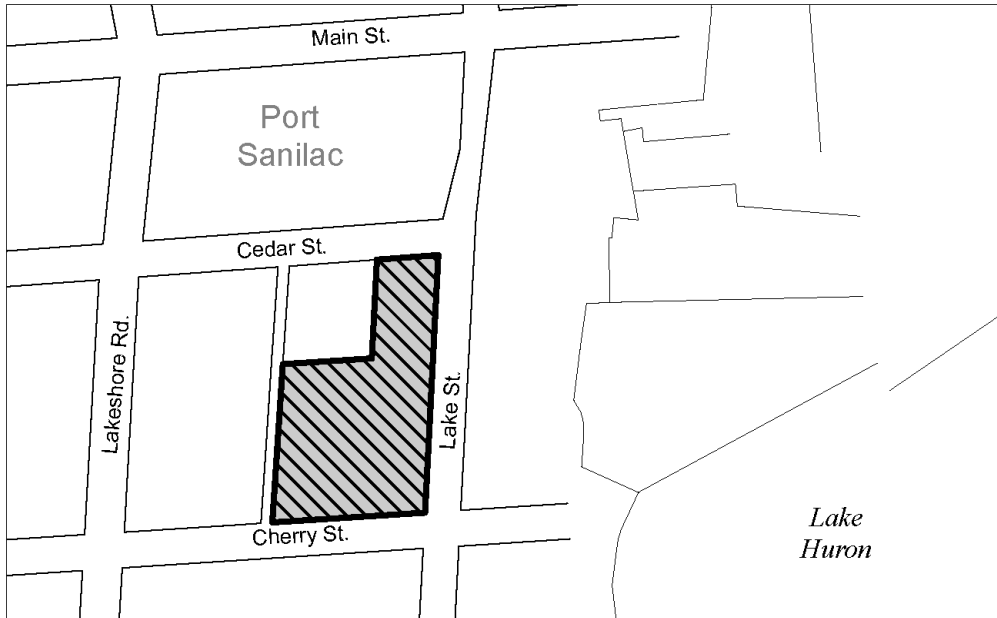 Main St.
Port
Sanilac
Cedar St.
Lakeshore Rd.
Lake St.
Cherry St.
Lake
Huron